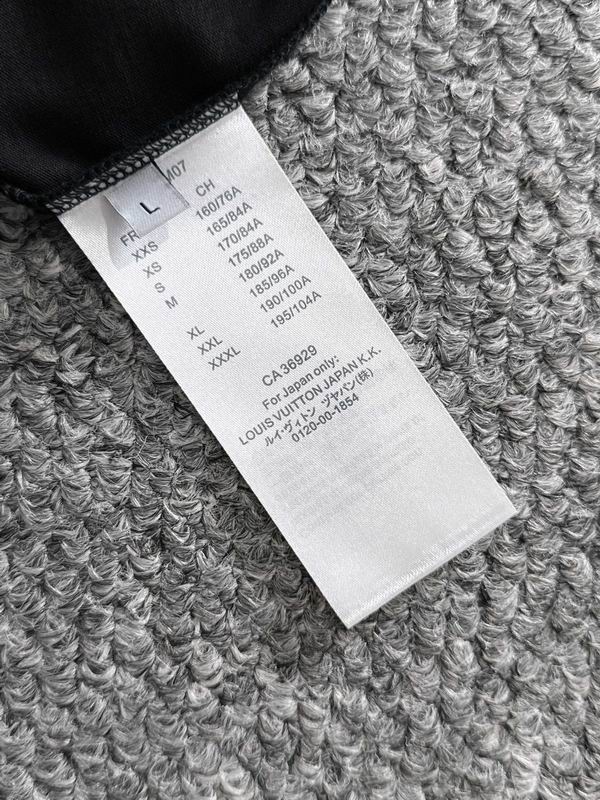 M07
L
FR CH
XXS 160/76A
XS 165/84A
S 170/84A
M 175/88A
180/92A
XL 185/96A
XXL 190/100A
XXXL 195/104A
CA36929
For Japan only:
LOUIS VUITTON JAPAN K.K.
ルイ・ヴィトン ジャパン(株)
0120-00-1854